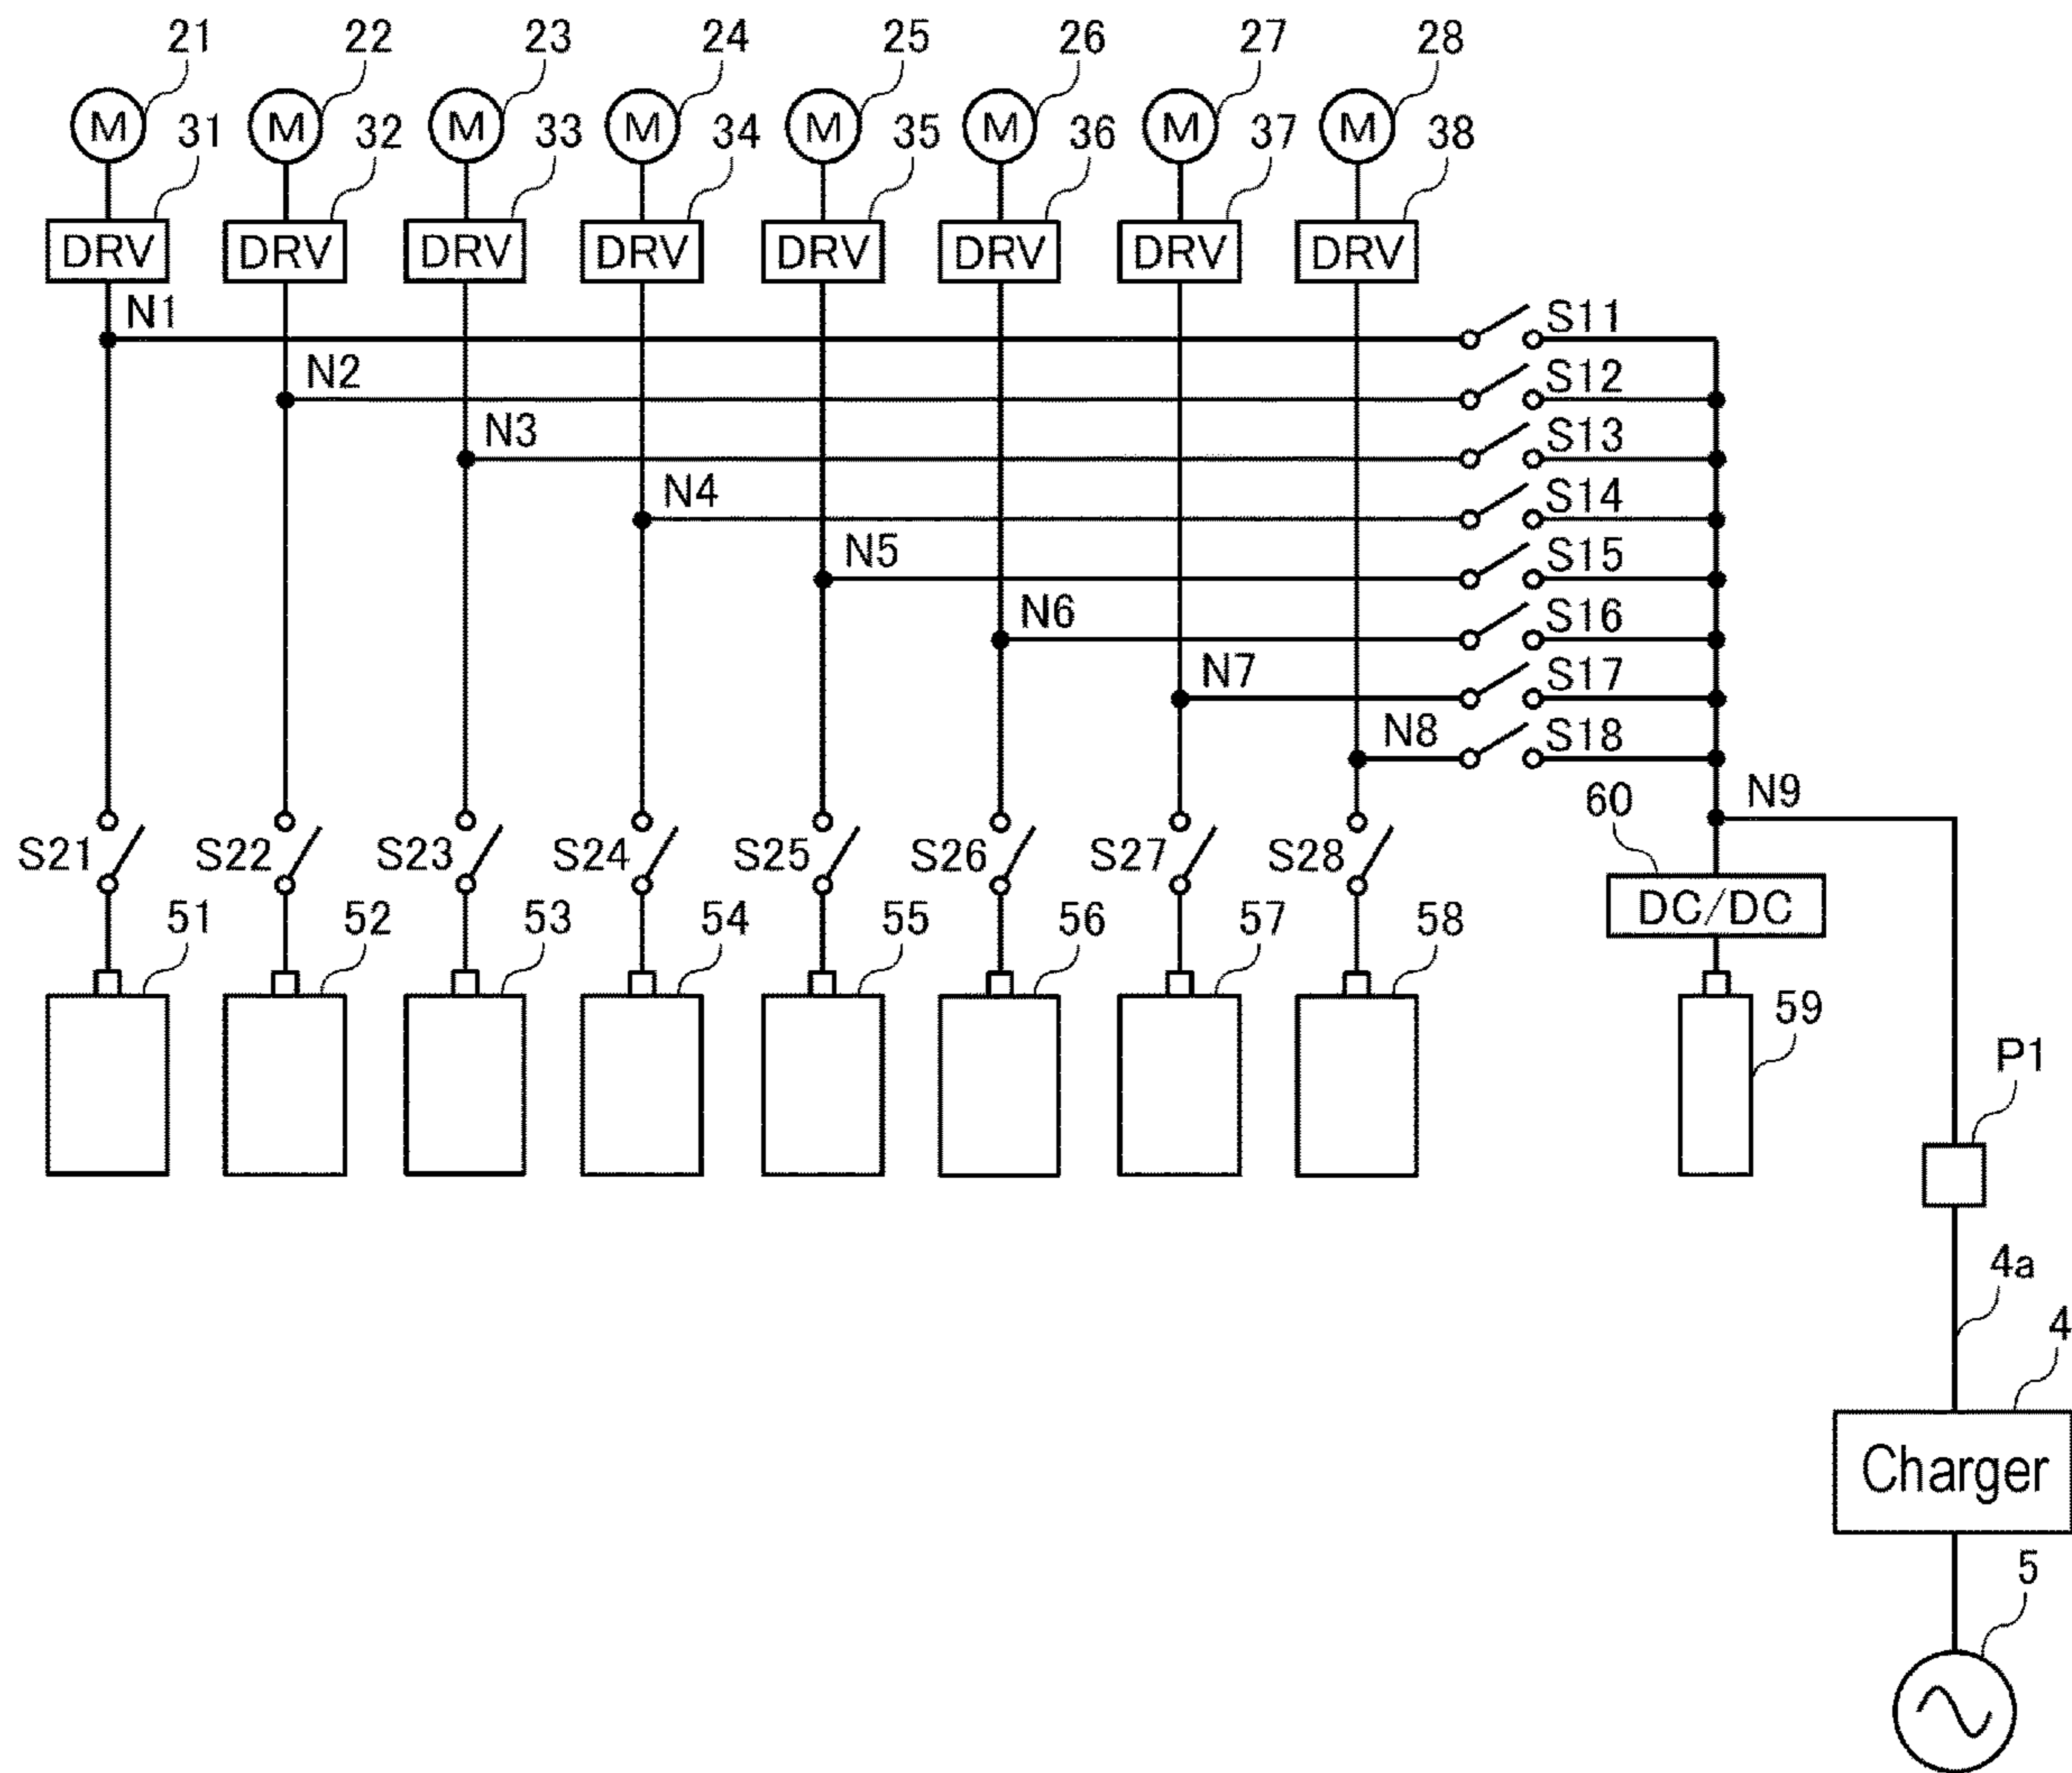 21 22 23 24 25 26 27 28
M M M M M M M M
31 32 33 34 35 36 37 38
DRV DRV DRV DRV DRV DRV DRV DRV
N1 S11
N2 S12
N3 S13
N4 S14
N5 S15
N6 S16
N7 S17
N8 S18
60 N9
S21 S22 S23 S24 S25 S26 S27 S28
DC/DC
51 52 53 54 55 56 57 58
59
P1
4a
4
Charger
5